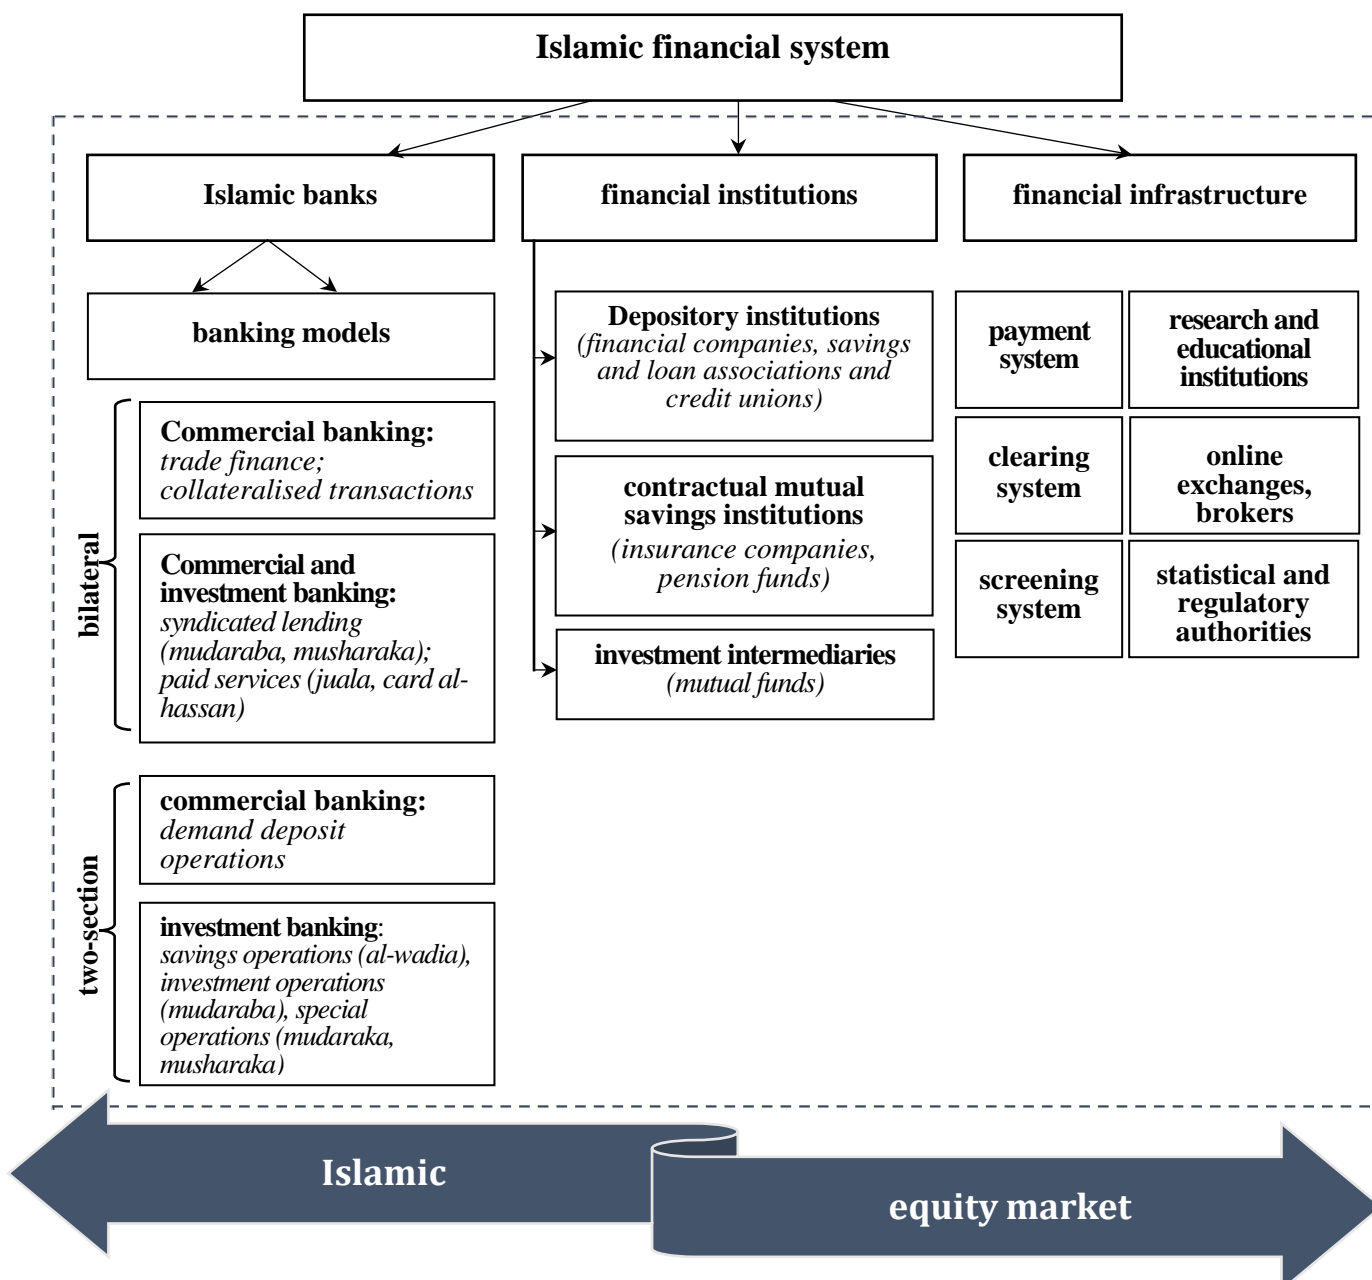 Islamic financial system
Islamic banks
financial institutions
financial infrastructure
banking models
bilateral
Commercial banking:
trade finance;
collateralised transactions
Commercial and
investment banking:
syndicated lending
(mudaraba, musharaka);
paid services (juala, card al-
hassan)
two-section
commercial banking:
demand deposit
operations
investment banking:
savings operations (al-wadia),
investment operations
(mudaraba), special
operations (mudaraka,
musharaka)
Depository institutions
(financial companies, savings
and loan associations and
credit unions)
contractual mutual
savings institutions
(insurance companies,
pension funds)
investment intermediaries
(mutual funds)
payment
system
research and
educational
institutions
clearing
system
online
exchanges,
brokers
screening
system
statistical and
regulatory
authorities
Islamic
equity market